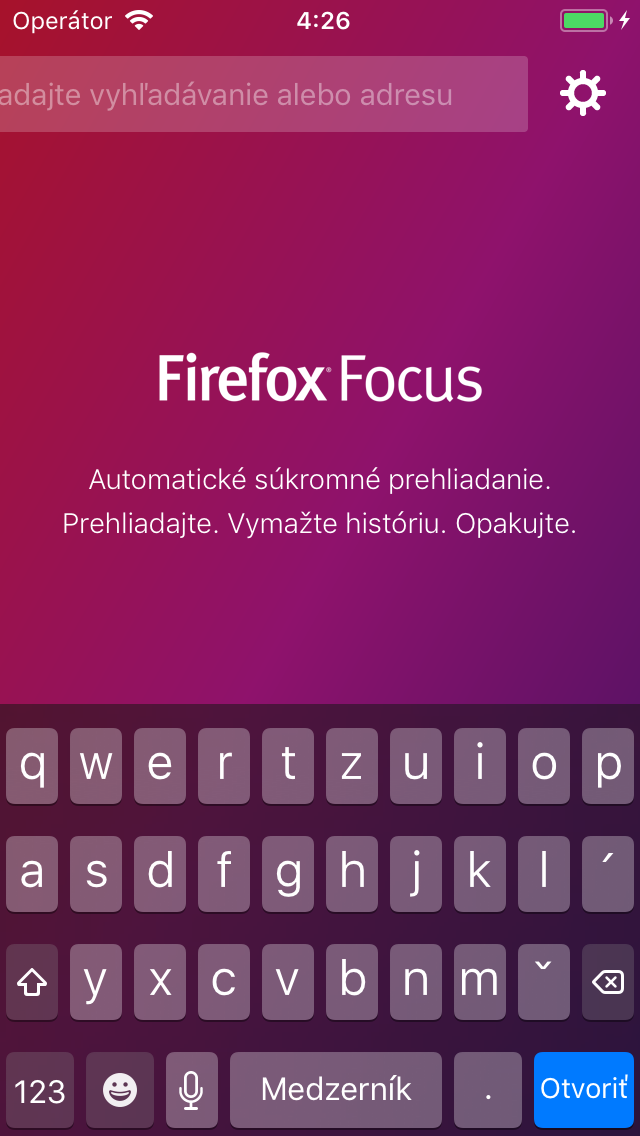 Operátor 4:26
adajte vyhľadávanie alebo adresu
Firefox® Focus
Automatické súkromné prehliadanie.
Prehliadajte. Vymažte históriu. Opakujte.
q w e r t z u i o p
a s d f g h j k l ´
y x c v b n m ˇ
123 Medzerník . Otvoriť